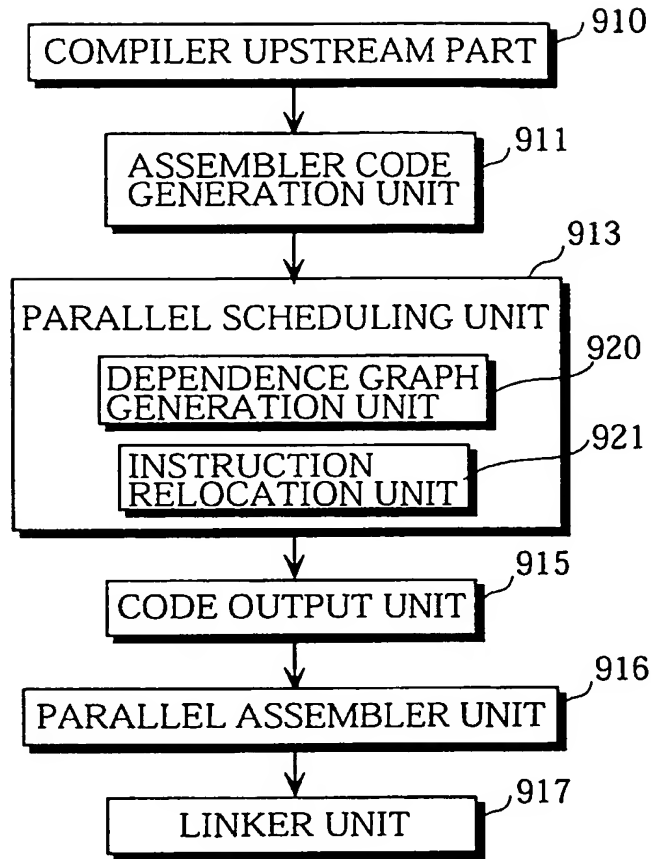 910
COMPILER UPSTREAM PART
911
ASSEMBLER CODE
GENERATION UNIT
913
PARALLEL SCHEDULING UNIT
920
DEPENDENCE GRAPH
GENERATION UNIT
921
INSTRUCTION
RELOCATION UNIT
915
CODE OUTPUT UNIT
916
PARALLEL ASSEMBLER UNIT
917
LINKER UNIT